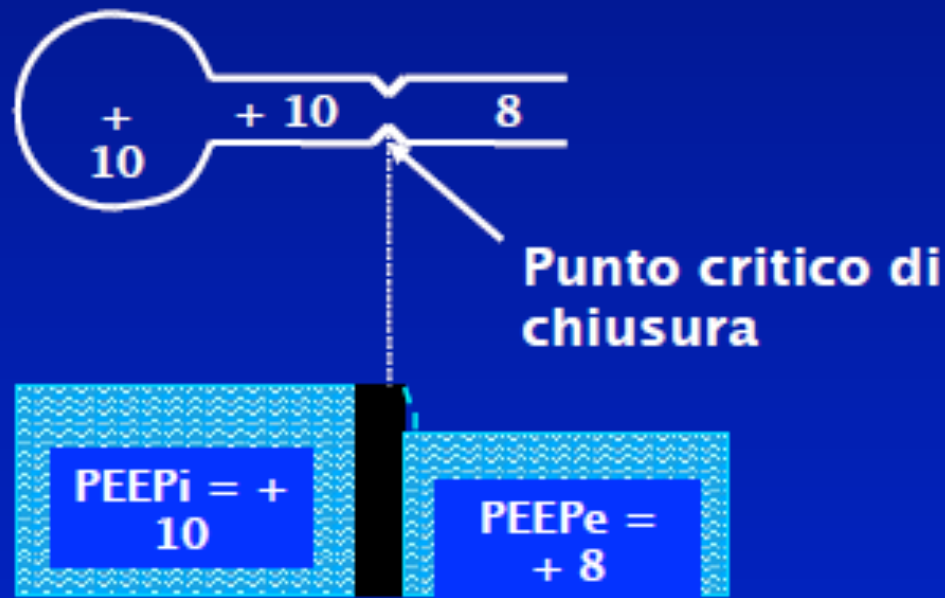 +
10
+ 10
8
Punto critico di
chiusura
PEEPi = +
10
PEEPe =
+ 8